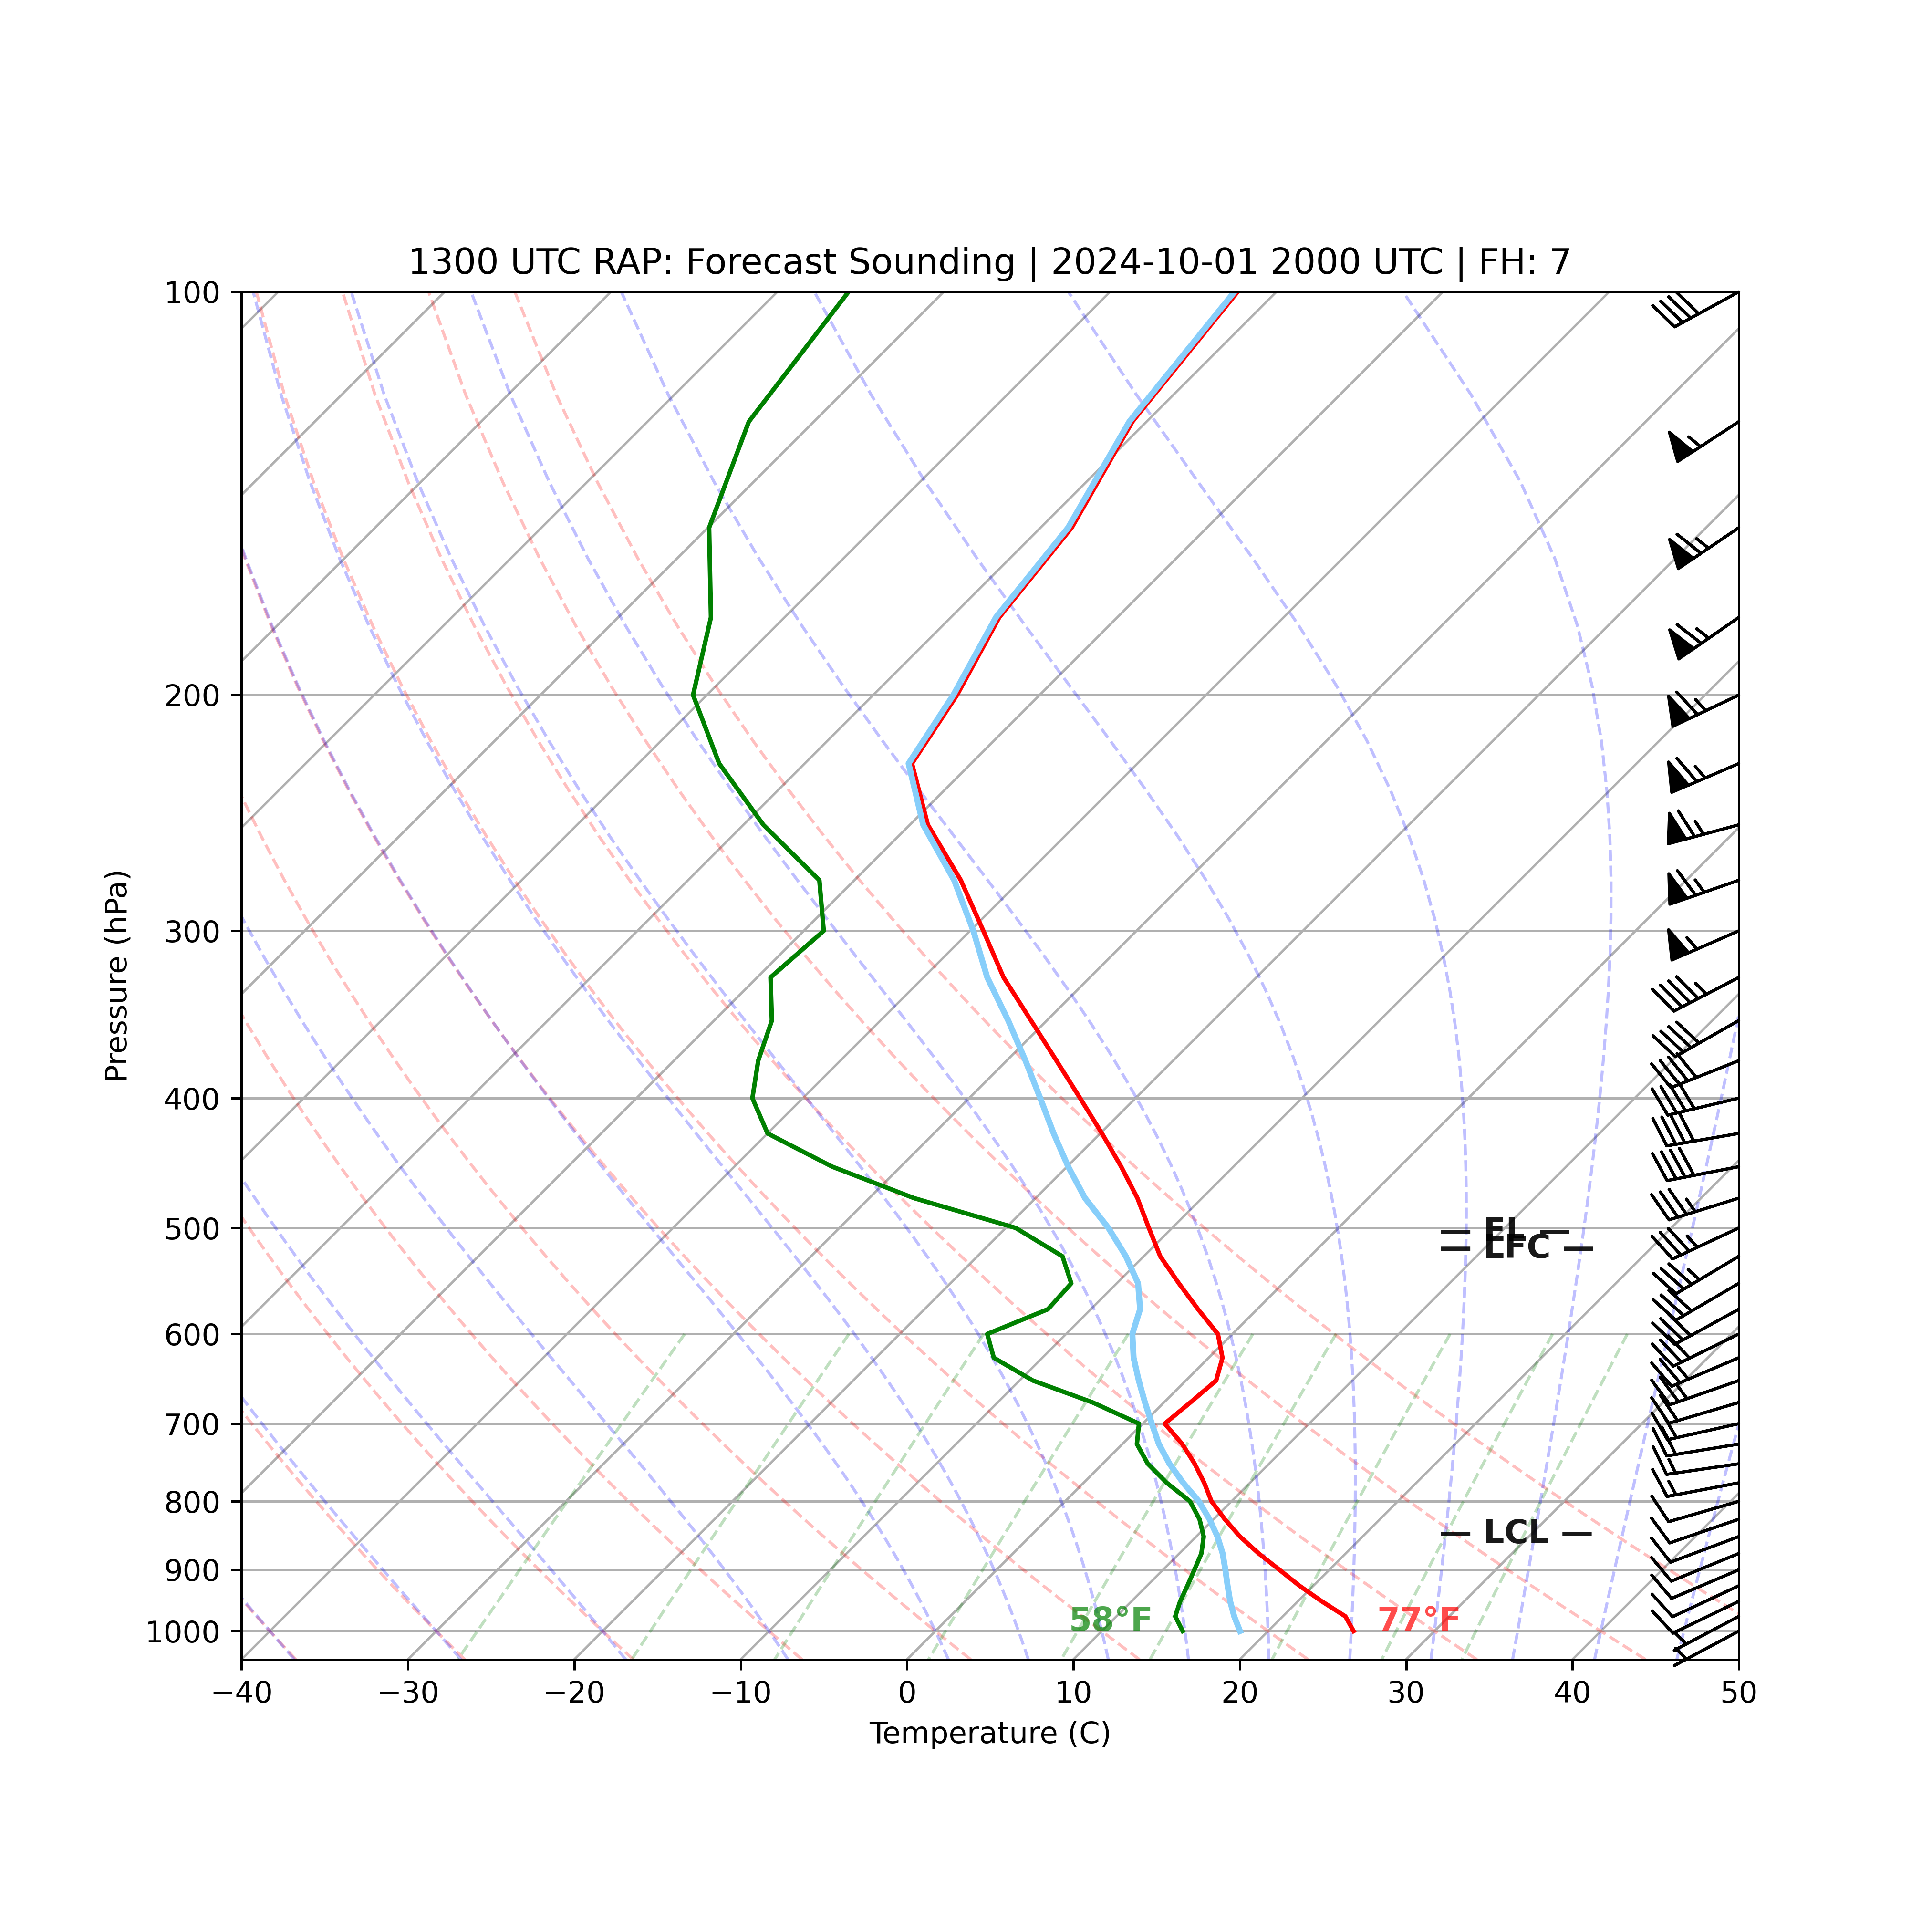 1300 UTC RAP: Forecast Sounding | 2024-10-01 2000 UTC | FH: 7
100
200
300
400
500
600
700
800
900
1000
Pressure (hPa)
— EL —
— LFC —
— LCL —
58°F
77°F
−40 −30 −20 −10 0 10 20 30 40 50
Temperature (C)